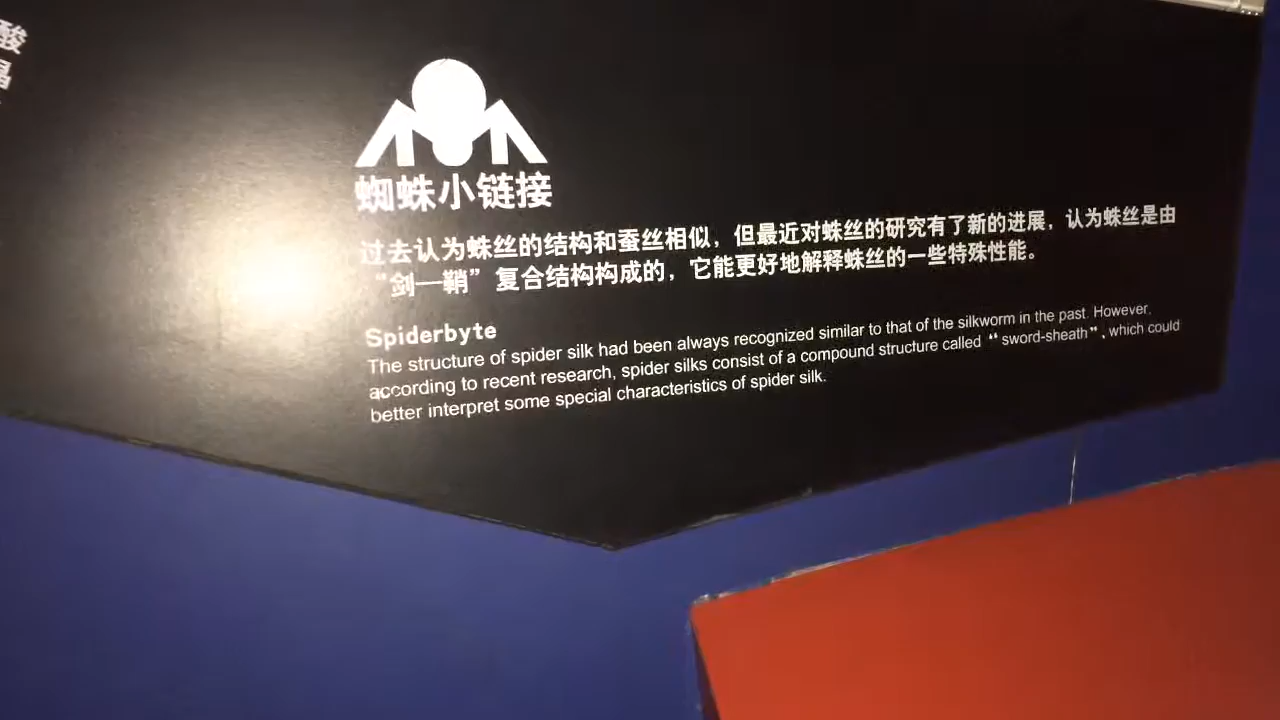 酸
蜘蛛小链接
过去认为蛛丝的结构和蚕丝相似，但最近对蛛丝的研究有了新的进展，认为蛛丝是由
“剑—鞘”复合结构构成的，它能更好地解释蛛丝的一些特殊性能。
Spiderbyte
The structure of spider silk had been always recognized similar to that of the silkworm in the past. However,
according to recent research, spider silks consist of a compound structure called “sword-sheath”, which could
better interpret some special characteristics of spider silk.